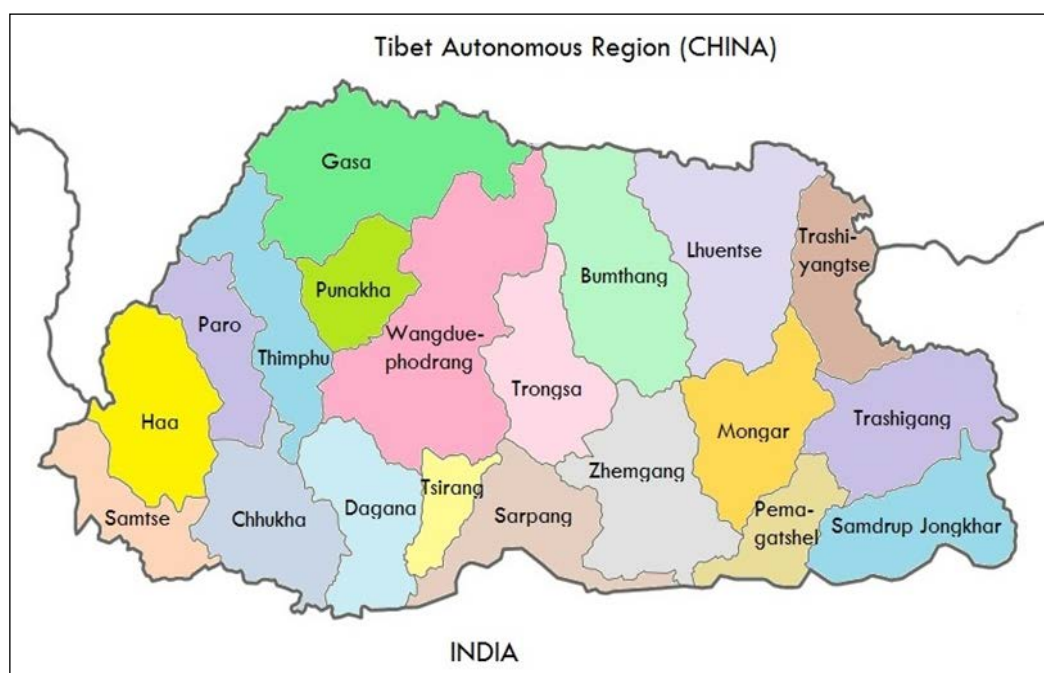 Tibet Autonomous Region (CHINA)
Gasa
Trashi-
yangtse
Lhuentse
Bumthang
Punakha
Paro
Wangdue-
phodrang
Thimphu
Trongsa
Haa
Mongar
Trashigang
Zhemgang
Tsirang
Dagana
Sarpang
Samtse
Chhukha
Pema-
gatshel
Samdrup Jongkhar
INDIA